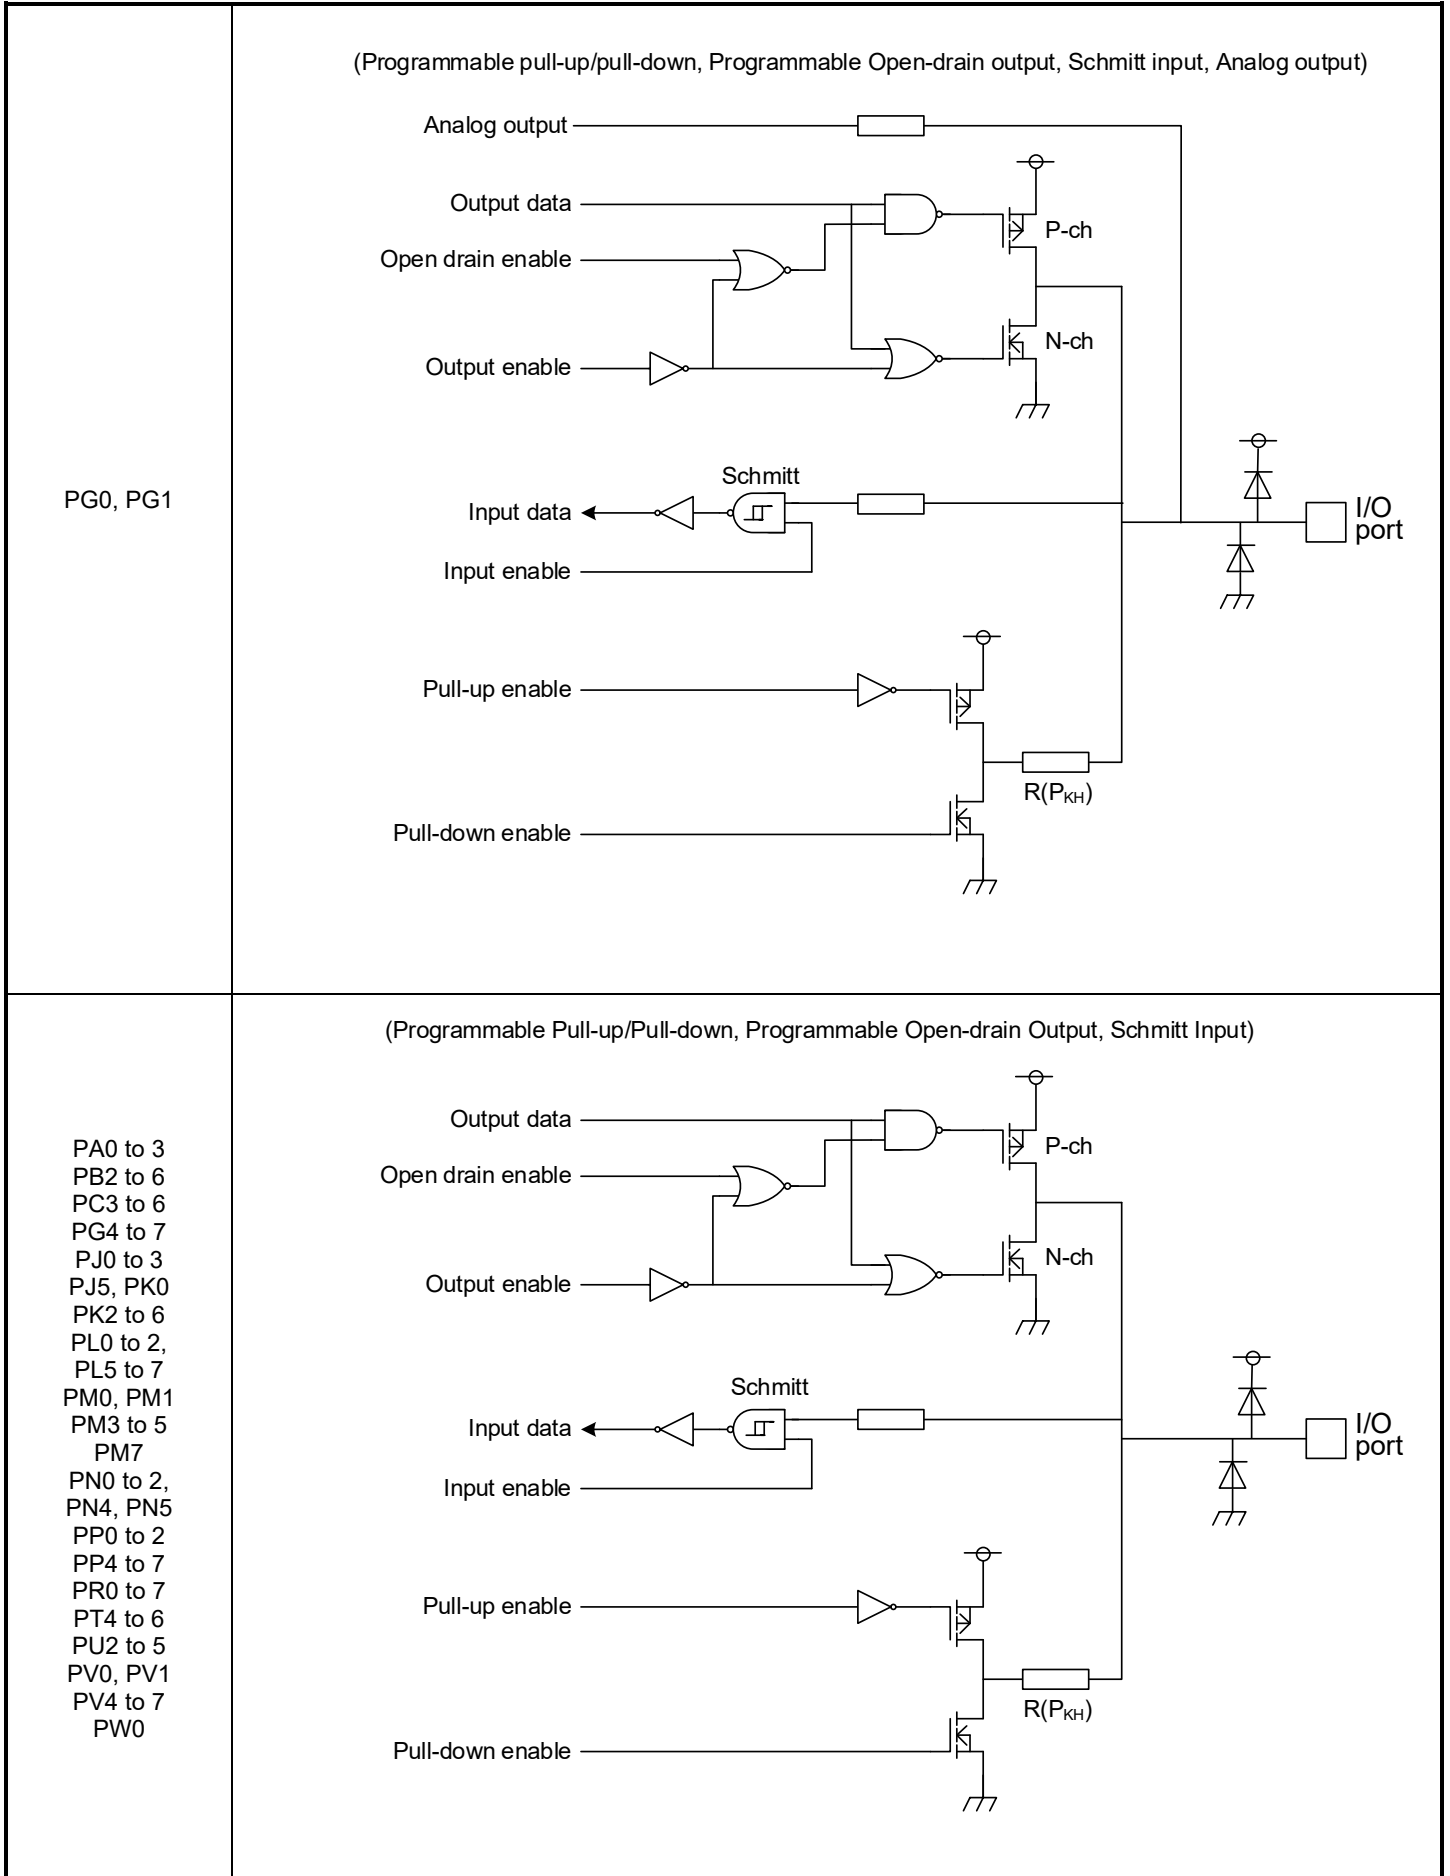 (Programmable pull-up/pull-down, Programmable Open-drain output, Schmitt input, Analog output)
Analog output
Output data
P-ch
Open drain enable
N-ch
Output enable
Schmitt
PG0, PG1
Input data
I/O
port
Input enable
Pull-up enable
R(PKH)
Pull-down enable
(Programmable Pull-up/Pull-down, Programmable Open-drain Output, Schmitt Input)
PA0 to 3
PB2 to 6
PC3 to 6
PG4 to 7
PJ0 to 3
PJ5, PK0
PK2 to 6
PL0 to 2,
PL5 to 7
PM0, PM1
PM3 to 5
PM7
PN0 to 2,
PN4, PN5
PP0 to 2
PP4 to 7
PR0 to 7
PT4 to 6
PU2 to 5
PV0, PV1
PV4 to 7
PW0
Output data
P-ch
Open drain enable
N-ch
Output enable
Schmitt
Input data
I/O
port
Input enable
Pull-up enable
R(PKH)
Pull-down enable